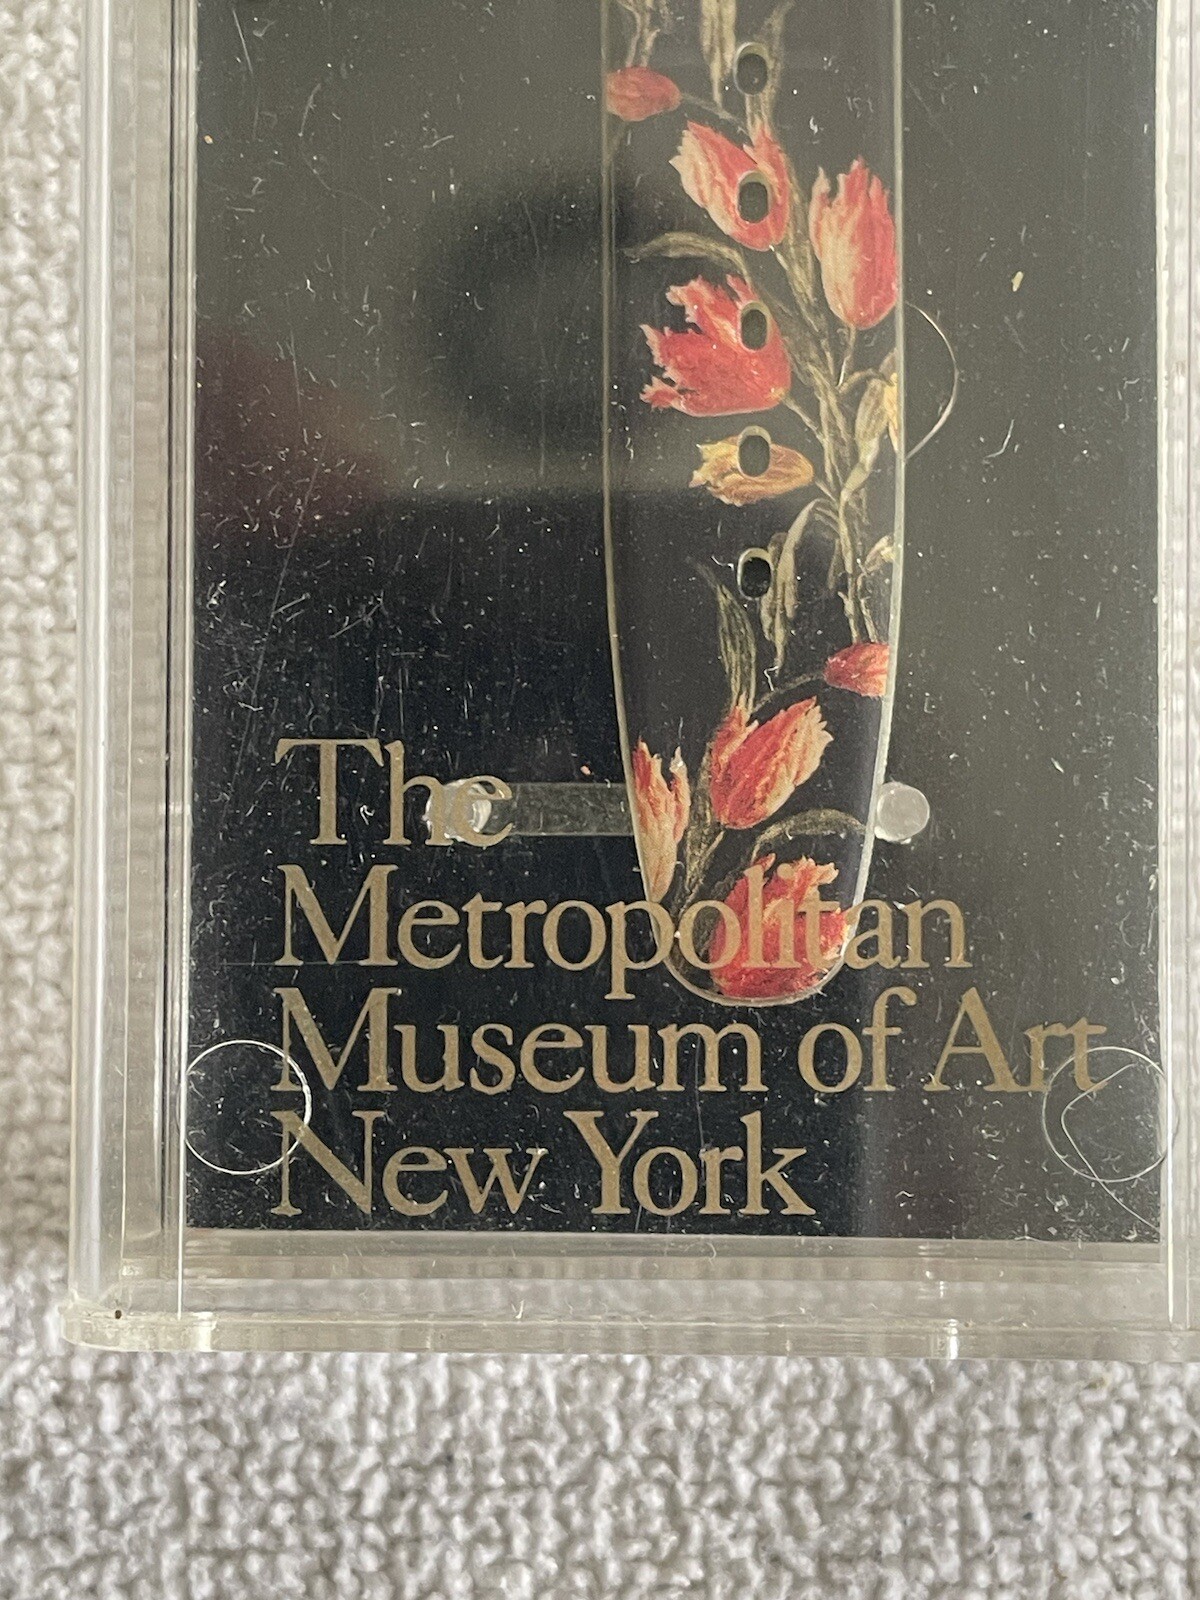 The
Metropolitan
Museum of Art
New York